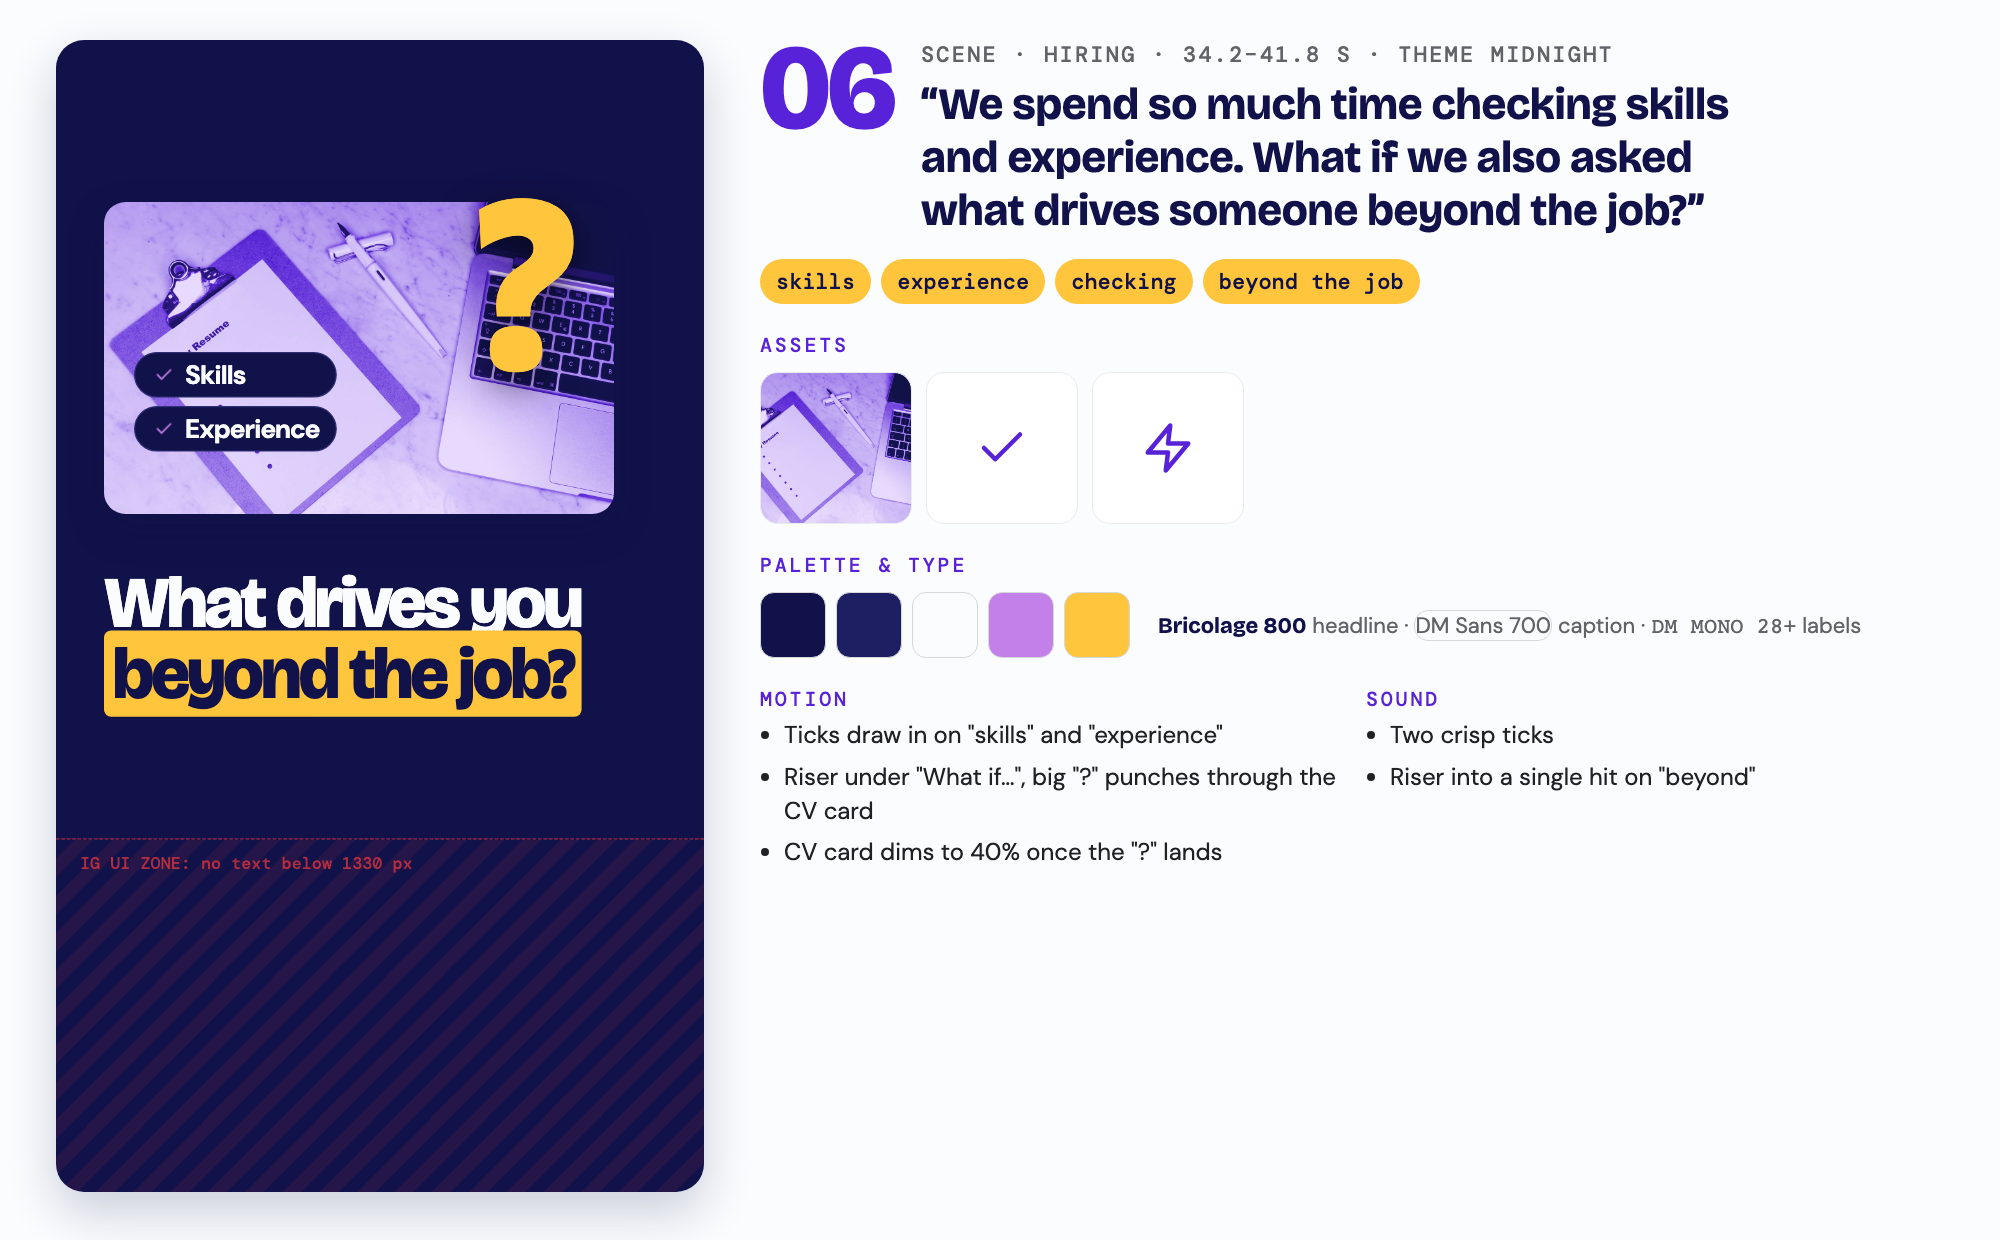 Resume
Skills
Experience
?
What drives you
beyond the job?
IG UI ZONE: no text below 1330 px
06
SCENE · HIRING · 34.2–41.8 S · THEME MIDNIGHT
“We spend so much time checking skills
and experience. What if we also asked
what drives someone beyond the job?”
skills experience checking beyond the job
ASSETS
PALETTE & TYPE
Bricolage 800 headline · DM Sans 700 caption · DM MONO 28+ labels
MOTION
• Ticks draw in on "skills" and "experience"
• Riser under "What if…", big "?" punches through the
CV card
• CV card dims to 40% once the "?" lands
SOUND
• Two crisp ticks
• Riser into a single hit on "beyond"